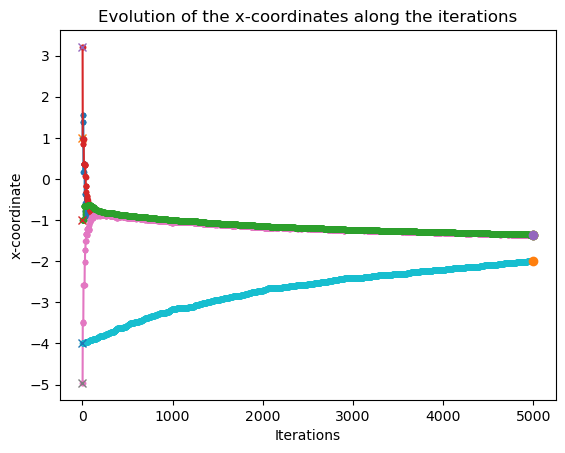 Evolution of the x-coordinates along the iterations
x-coordinate
3
2
1
0
−1
−2
−3
−4
−5
0 1000 2000 3000 4000 5000
Iterations